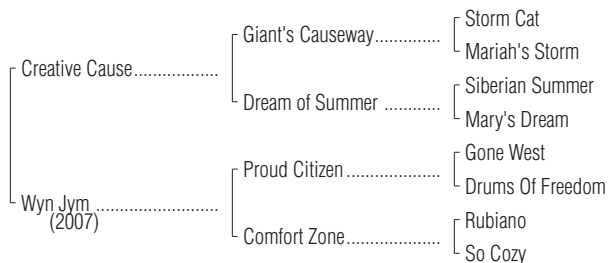 Storm Cat
Giant's Causeway..............
Mariah's Storm
Creative Cause..................
Siberian Summer
Dream of Summer ............
Mary's Dream
Gone West
Proud Citizen ....................
Drums Of Freedom
Wyn Jym ..........................
(2007)
Rubiano
Comfort Zone....................
So Cozy